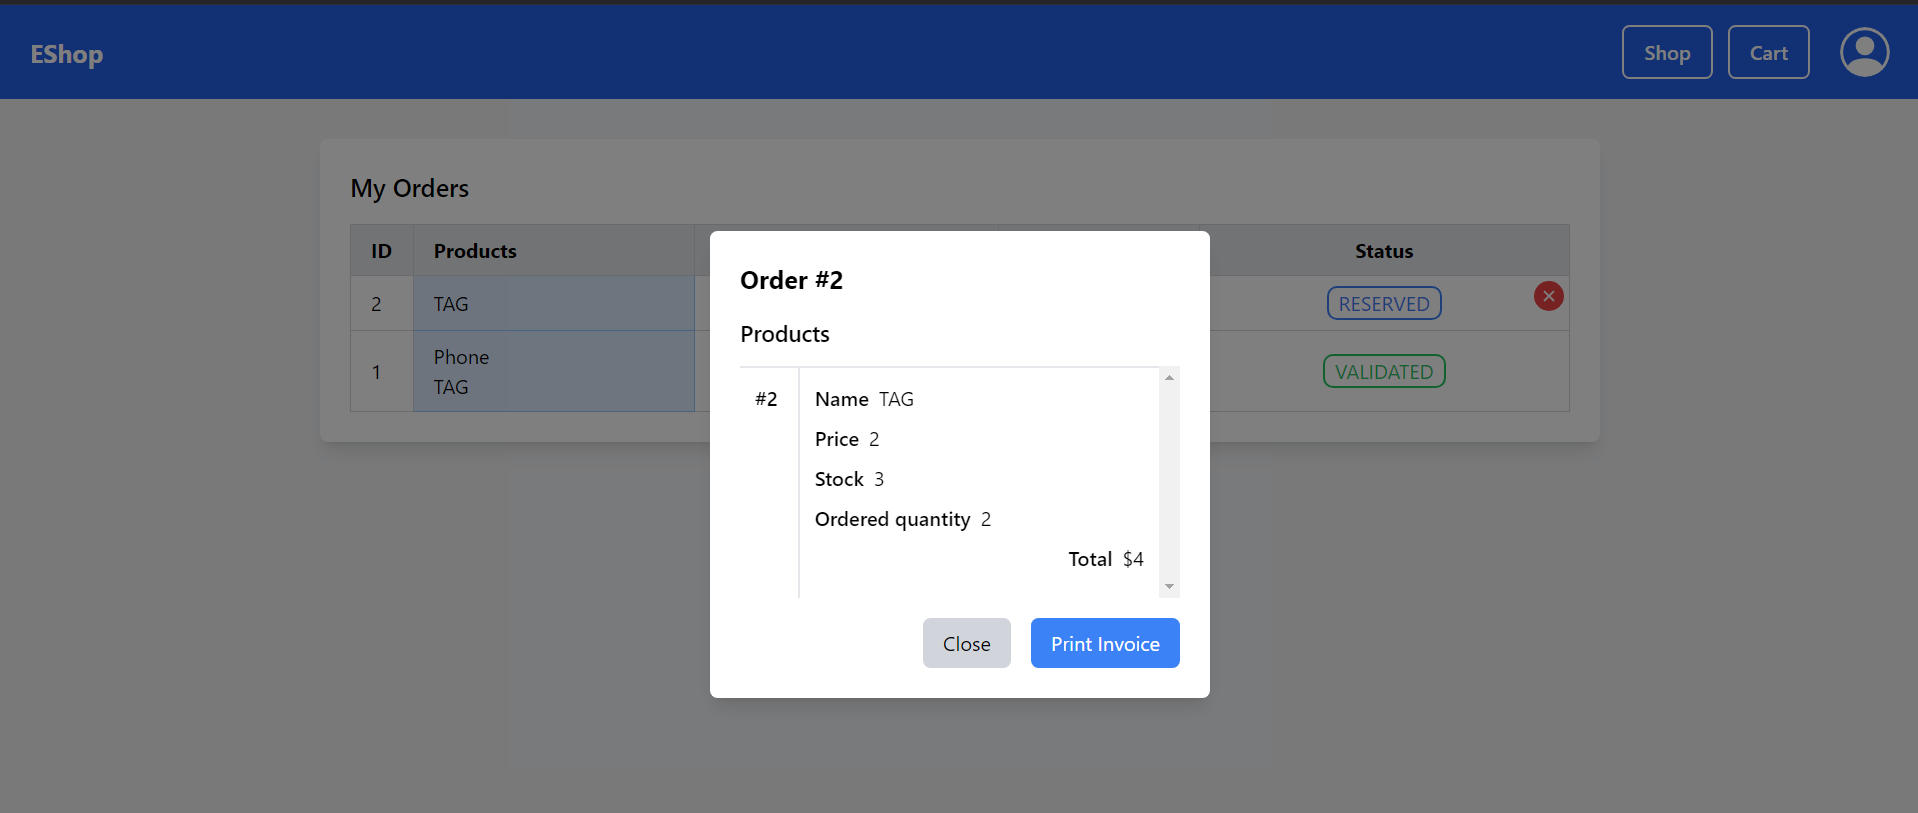 EShop
Shop
Cart
My Orders
ID Products Status
2 TAG RESERVED
1 Phone VALIDATED
TAG
Order #2
Products
#2 Name TAG
Price 2
Stock 3
Ordered quantity 2
Total $4
Close
Print Invoice